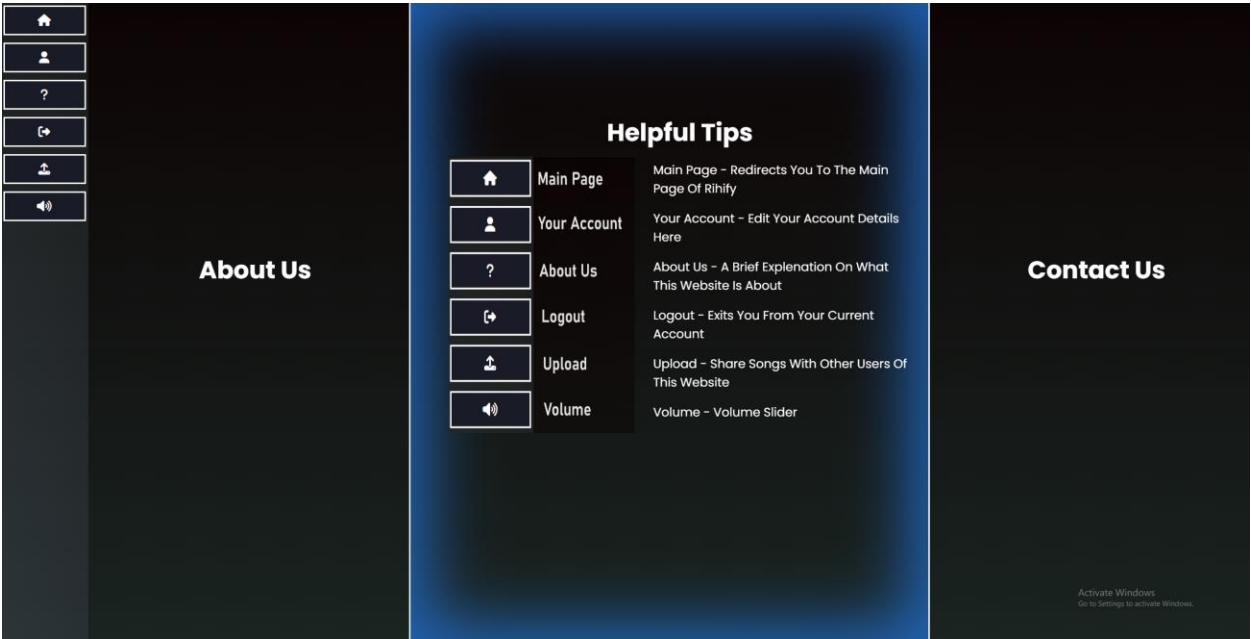 ?
About Us
Helpful Tips
Main Page
Main Page - Redirects You To The Main
Page Of Rihify
Your Account
Your Account - Edit Your Account Details
Here
?
About Us
About Us - A Brief Explenation On What
This Website Is About
Logout
Logout - Exits You From Your Current
Account
Upload
Upload - Share Songs With Other Users Of
This Website
Volume
Volume - Volume Slider
Contact Us
Activate Windows
Go to Settings to activate Windows.